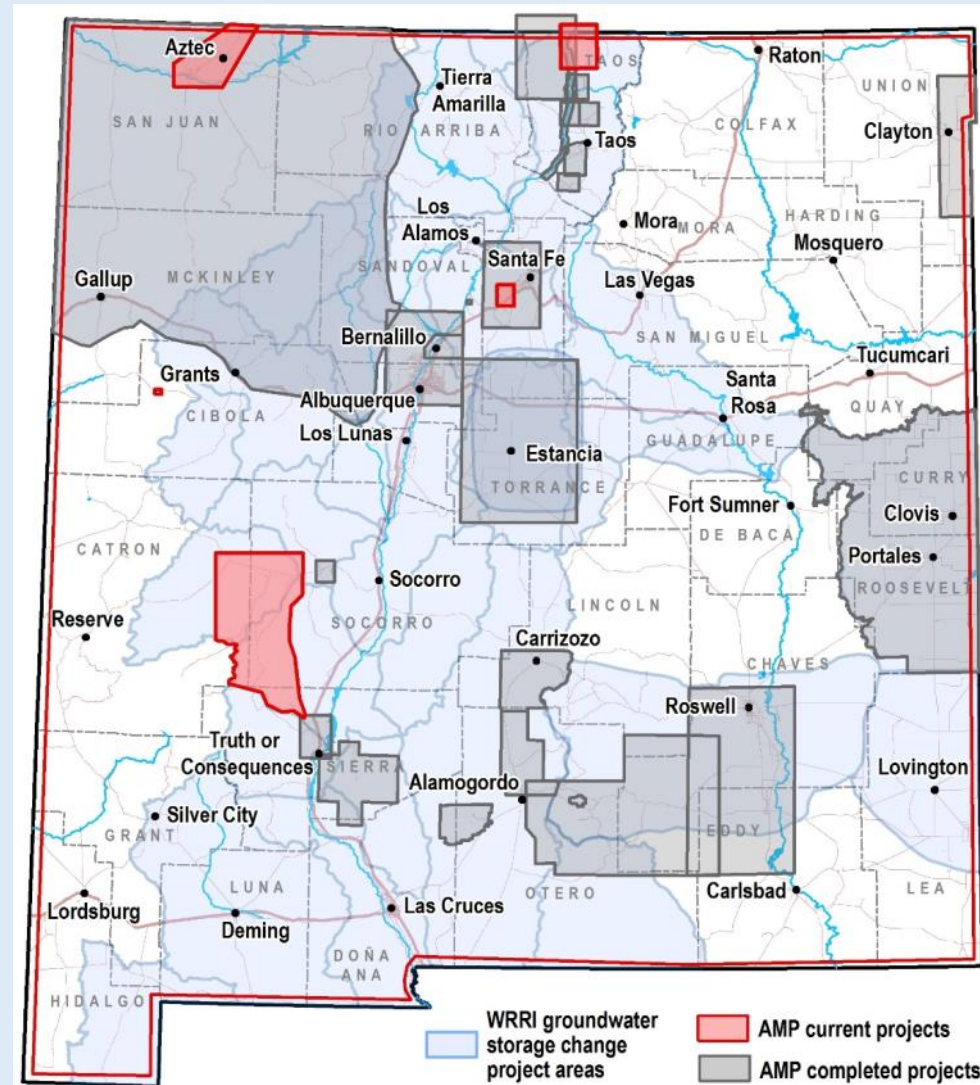 Aztec
Raton
TAOS
Tierra
Amarilla
UNION
SAN JUAN
COLFAX
RIO ARRIBA
Clayton
Taos
Los
Alamos
Mora
MORA
HARDING
Santa Fe
SANDOVAL
Mosquero
Gallup
MCKINLEY
Las Vegas
SAN MIGUEL
Bernalillo
Tucumcari
Grants
Santa
Rosa
Albuquerque
QUAY
CIBOLA
Los Lunas
GUADALUPE
Estancia
TORRANCE
CURRY
Fort Sumner
Clovis
DE BACA
CATRON
Portales
Socorro
ROOSEVELT
LINCOLN
Reserve
SOCORRO
Carrizozo
CHAVES
Roswell
Truth or
Consequences
SIERRA
Lovington
Alamogordo
Silver City
GRANT
EDDY
LUNA
OTERO
Carlsbad
LEA
Lordsburg
Las Cruces
Deming
DOÑA
ANA
HIDALGO
WRRI groundwater
storage change
project areas
AMP current projects
AMP completed projects